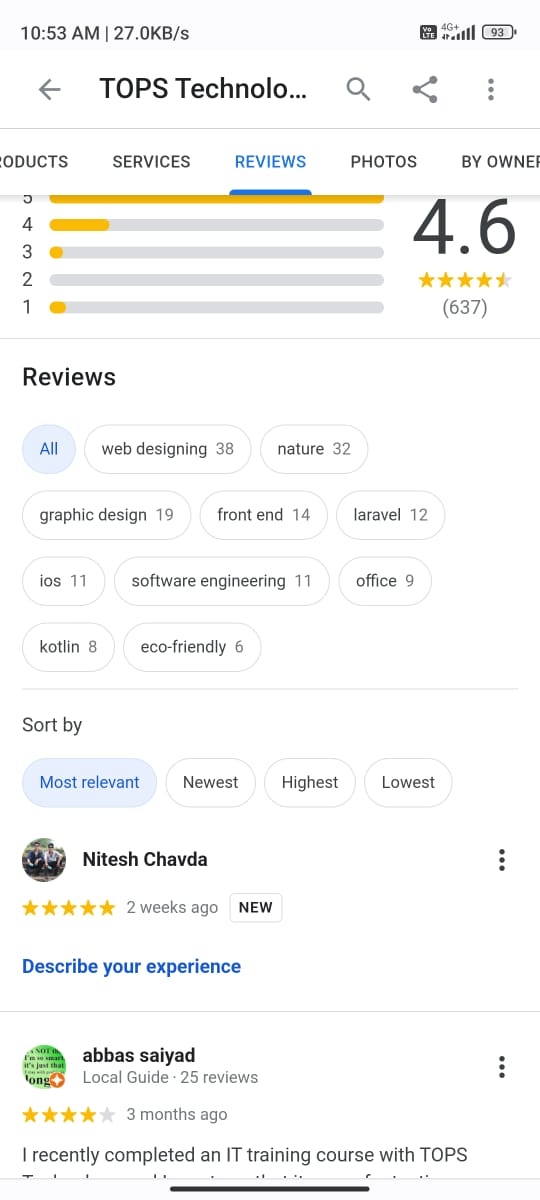 10:53 AM | 27.0KB/s
Vo LTE 4G+ 93
TOPS Technolo...
RODUCTS SERVICES REVIEWS PHOTOS BY OWNER
5
4
3
2
1
4.6
(637)
Reviews
All web designing 38 nature 32
graphic design 19 front end 14 laravel 12
ios 11 software engineering 11 office 9
kotlin 8 eco-friendly 6
Sort by
Most relevant Newest Highest Lowest
Nitesh Chavda
2 weeks ago NEW
Describe your experience
abbas saiyad
Local Guide · 25 reviews
3 months ago
I recently completed an IT training course with TOPS